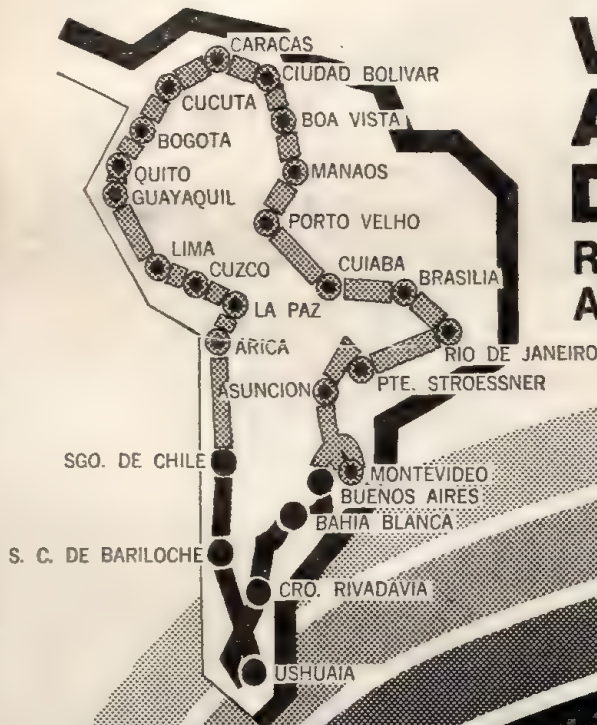 CARACAS
CIUDAD BOLIVAR
CUCUTA
BOA VISTA
BOGOTA
QUITO
MANAOS
GUAYAQUIL
PORTO VELHO
LIMA
CUIABA
CUZCO
BRASILIA
LA PAZ
ARICA
RIO DE JANEIRO
PTE. STROESSNER
ASUNCION
SGO. DE CHILE
MONTEVIDEO
BUENOS AIRES
BAHIA BLANCA
S. C. DE BARILOCHE
CRO. RIVADAVIA
USHUAIA